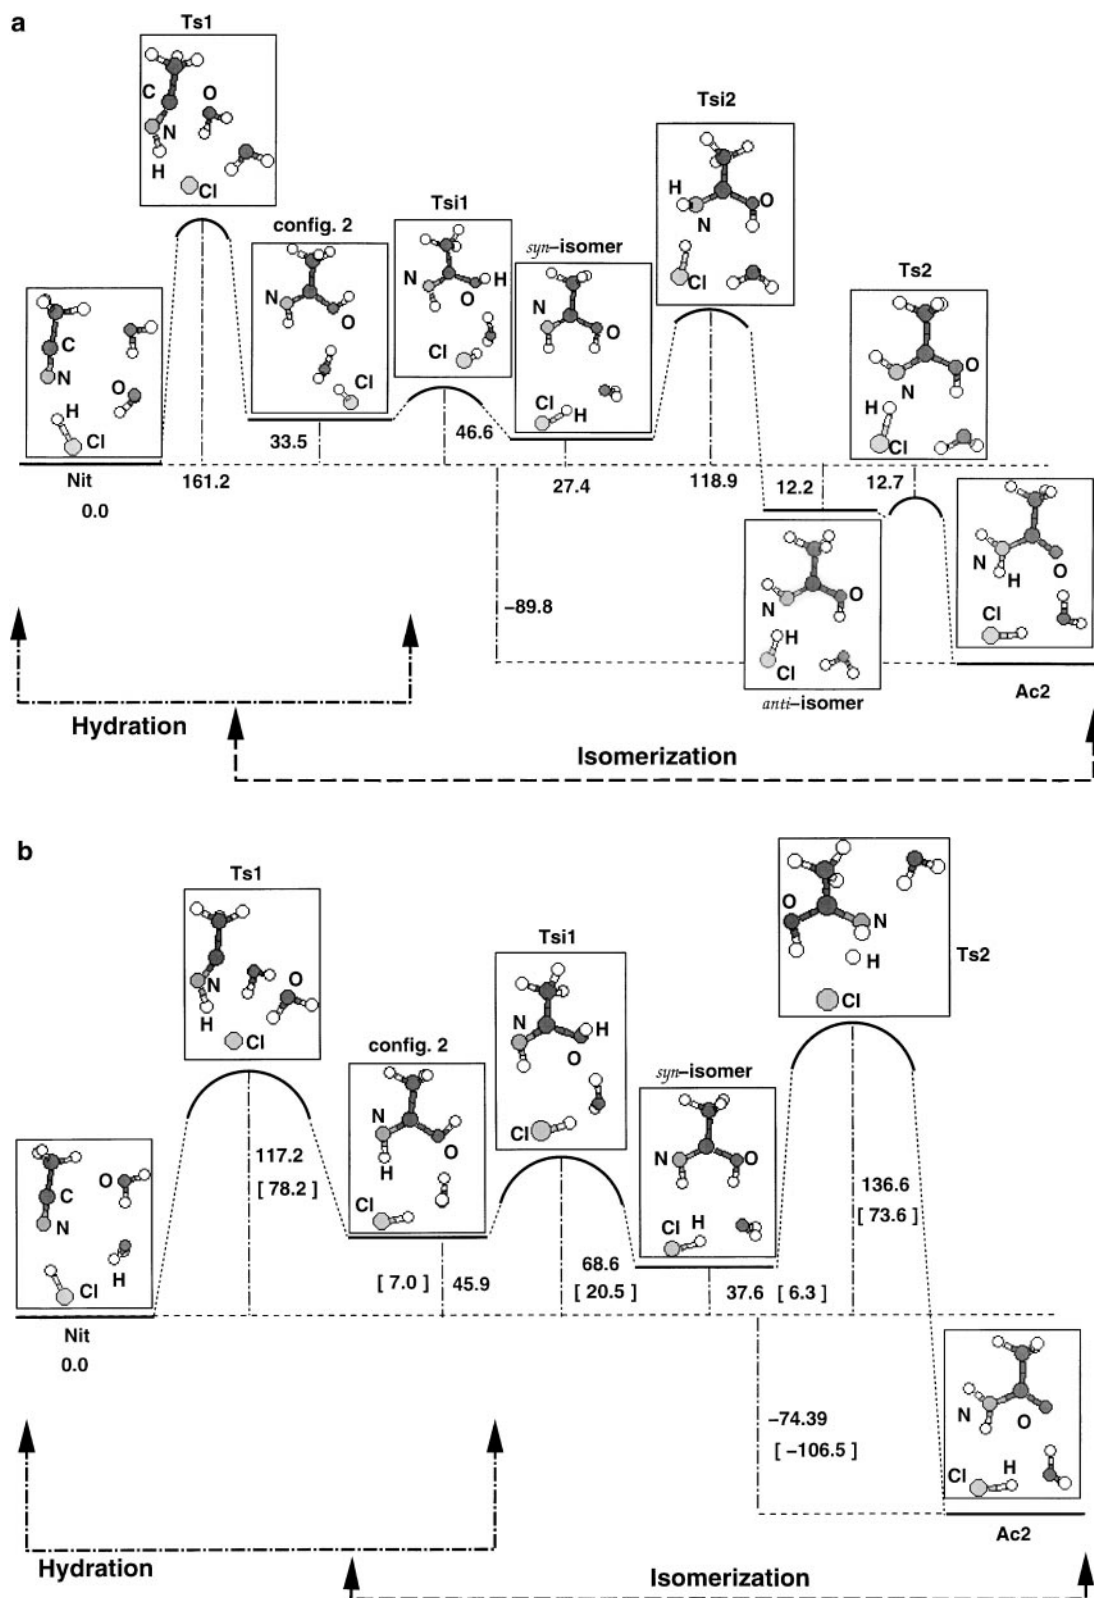 a
Ts1
C
O
N
H
Cl
config. 2
N
O
Cl
Tsi1
N
H
O
Cl
syn-isomer
N
O
Cl
H
Tsi2
H
O
N
Cl
Ts2
O
N
H
Cl
C
N
O
H
Cl
Nit
0.0
161.2
33.5
46.6
27.4
118.9
12.2
12.7
N
O
H
Cl
anti-isomer
N
H
O
Cl
Ac2
−89.8
Hydration
Isomerization
b
Ts1
N
O
H
Cl
config. 2
N
O
H
Cl
Tsi1
N
H
O
Cl
syn-isomer
N
O
Cl
H
O
N
H
Cl
Ts2
O
C
N
Cl
H
Nit
0.0
117.2
[ 78.2 ]
[ 7.0 ] 45.9
68.6
[ 20.5 ]
37.6 [ 6.3 ]
136.6
[ 73.6 ]
−74.39
[ −106.5 ]
N
O
Cl
H
Ac2
Hydration
Isomerization